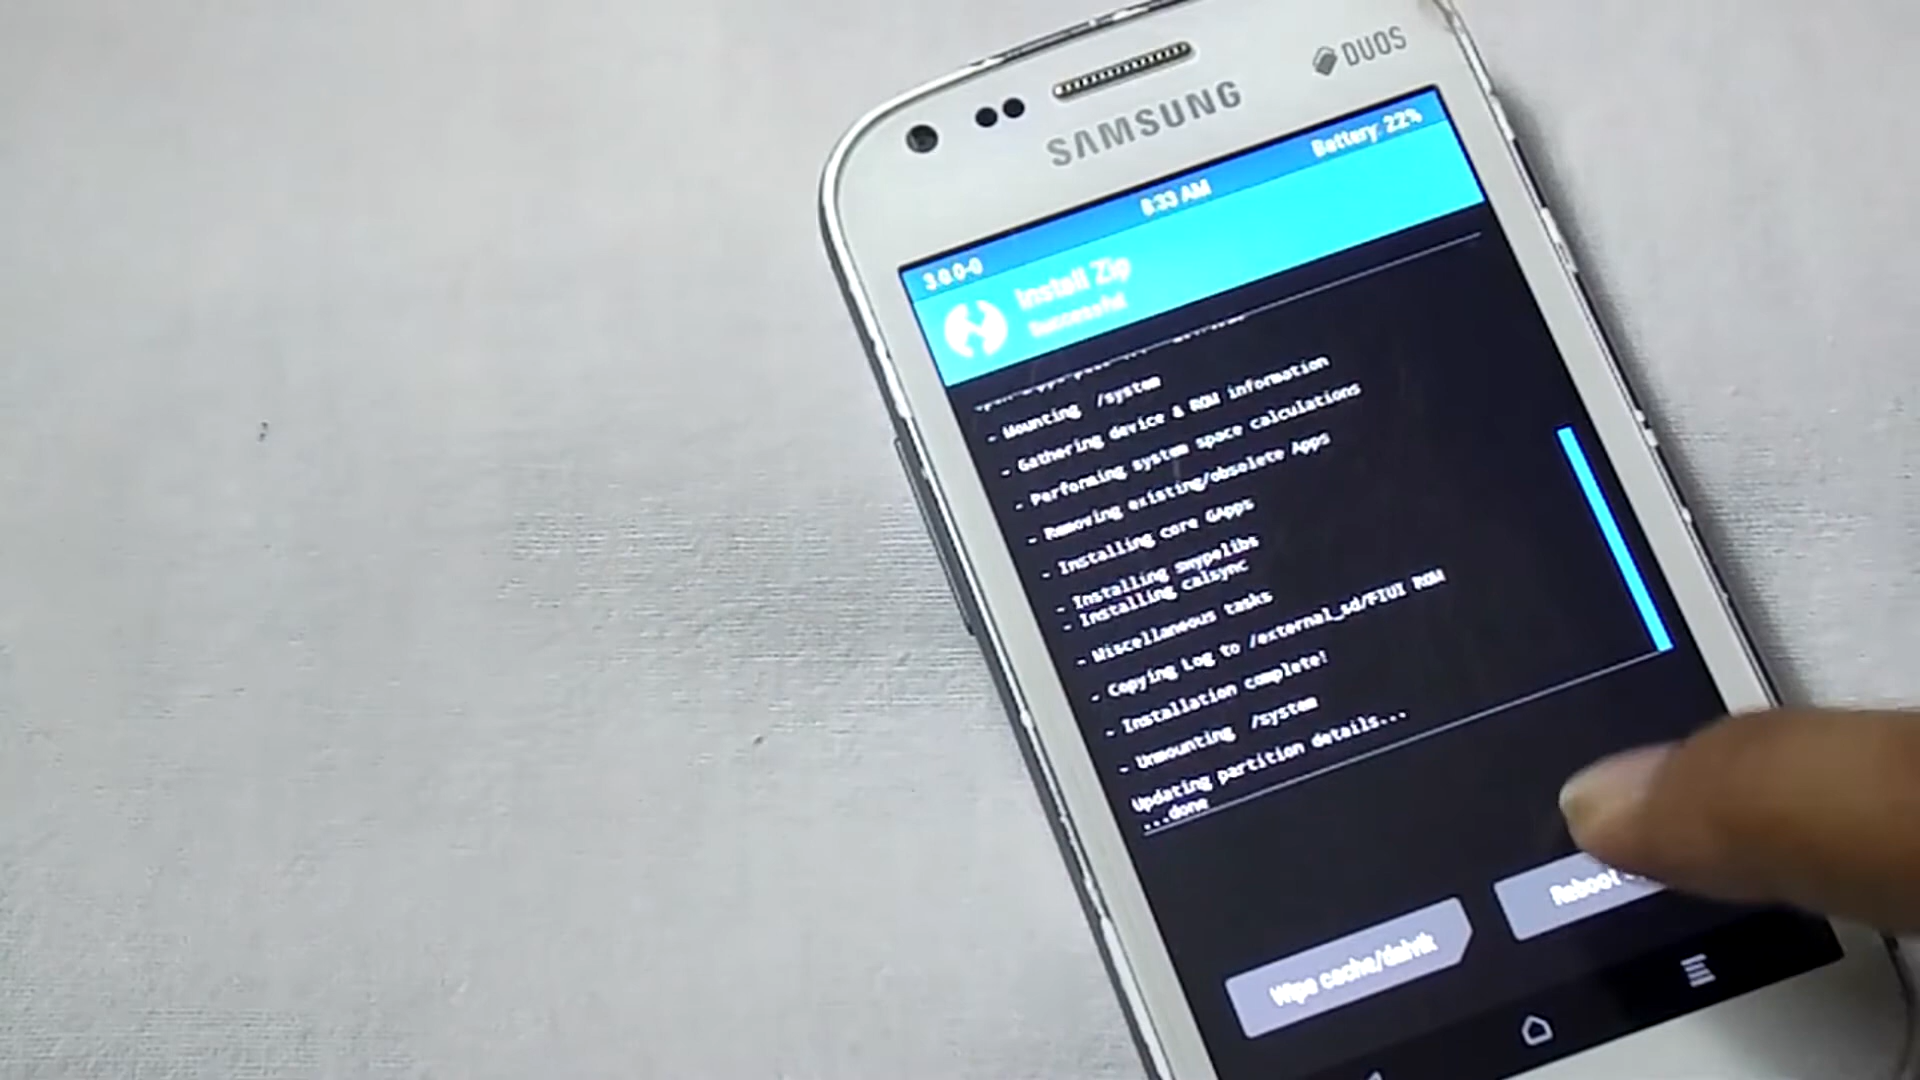 DUOS
SAMSUNG
Battery: 22%
8:33 AM
3.0.0-0
Install Zip
Successful
- Mounting /system
- Gathering device & ROM information
- Performing system space calculations
- Removing existing/obsolete Apps
- Installing core GApps
- Installing swypelibs
- Installing calsync
- Miscellaneous tasks
- Copying Log to /external_sd/FIUI ROM
- Installation complete!
- Unmounting /system
Updating partition details...
...done
Wipe cache/dalvik
Reboot